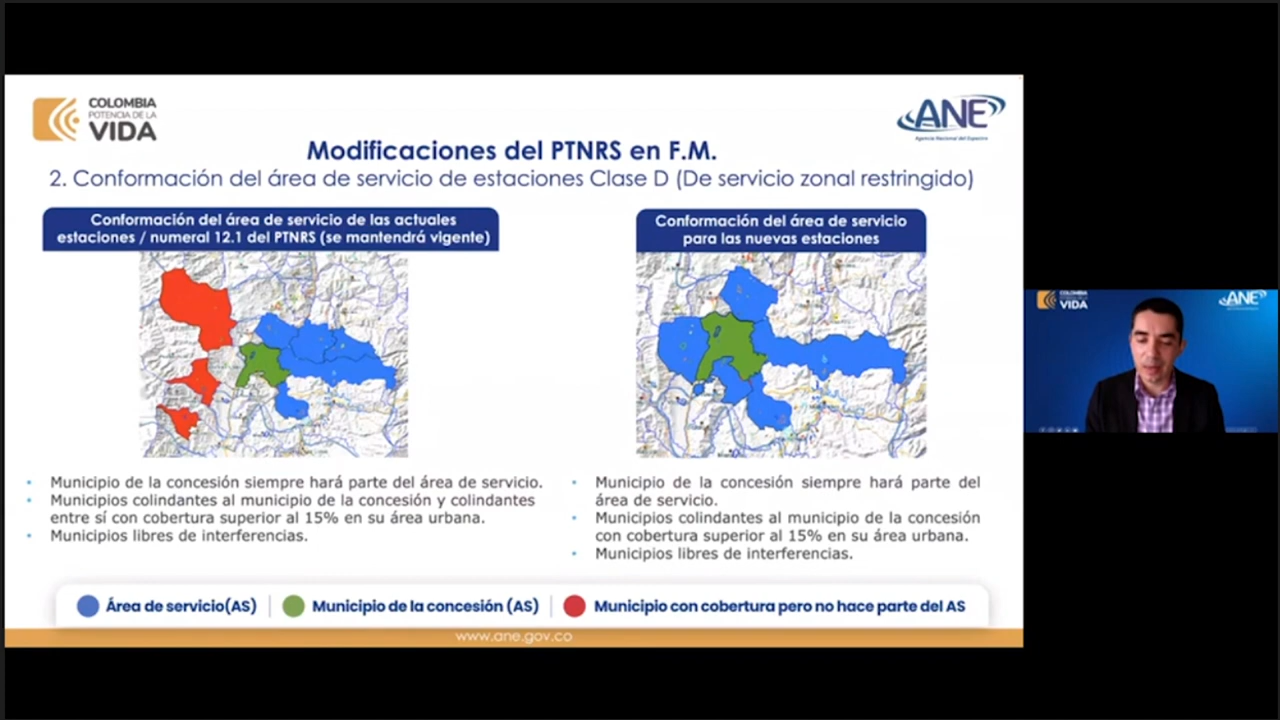 COLOMBIA
POTENCIA DE LA
VIDA
ANE
Agencia Nacional del Espectro
Modificaciones del PTNRS en F.M.
2. Conformación del área de servicio de estaciones Clase D (De servicio zonal restringido)
Conformación del área de servicio de las actuales
estaciones / numeral 12.1 del PTNRS (se mantendrá vigente)
Conformación del área de servicio
para las nuevas estaciones
• Municipio de la concesión siempre hará parte del área de servicio.
• Municipios colindantes al municipio de la concesión y colindantes
entre sí con cobertura superior al 15% en su área urbana.
• Municipios libres de interferencias.
• Municipio de la concesión siempre hará parte del
área de servicio.
• Municipios colindantes al municipio de la concesión
con cobertura superior al 15% en su área urbana.
• Municipios libres de interferencias.
Área de servicio(AS)
Municipio de la concesión (AS)
Municipio con cobertura pero no hace parte del AS
www.ane.gov.co
COLOMBIA
VIDA
ANE